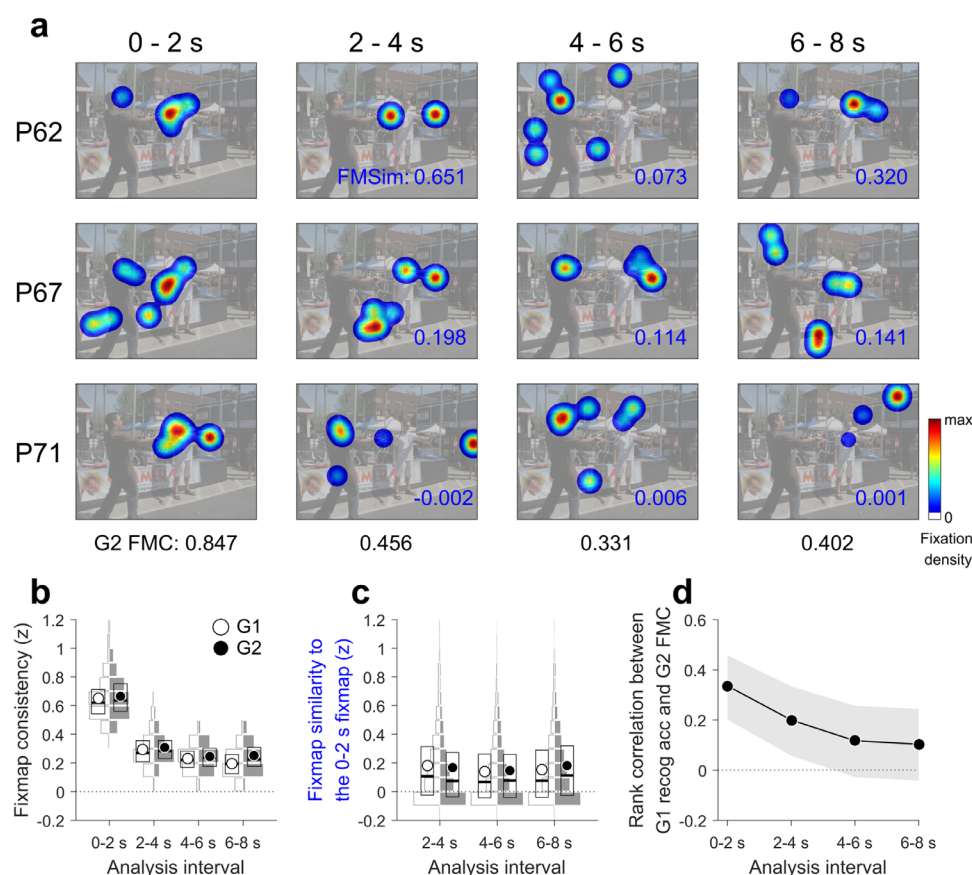 a
0 - 2 s
2 - 4 s
4 - 6 s
6 - 8 s
P62
FMSim: 0.651
0.073
0.320
P67
0.198
0.114
0.141
P71
-0.002
0.006
0.001
max
0
Fixation
density
G2 FMC: 0.847
0.456
0.331
0.402
b
Fixmap consistency (z)
1.2
1
0.8
0.6
0.4
0.2
0
-0.2
G1
G2
0-2 s
2-4 s
4-6 s
6-8 s
Analysis interval
c
Fixmap similarity to
the 0-2 s fixmap (z)
1.2
1
0.8
0.6
0.4
0.2
0
-0.2
2-4 s
4-6 s
6-8 s
Analysis interval
d
Rank correlation between
G1 recog acc and G2 FMC
0.6
0.4
0.2
0
-0.2
0-2 s
2-4 s
4-6 s
6-8 s
Analysis interval